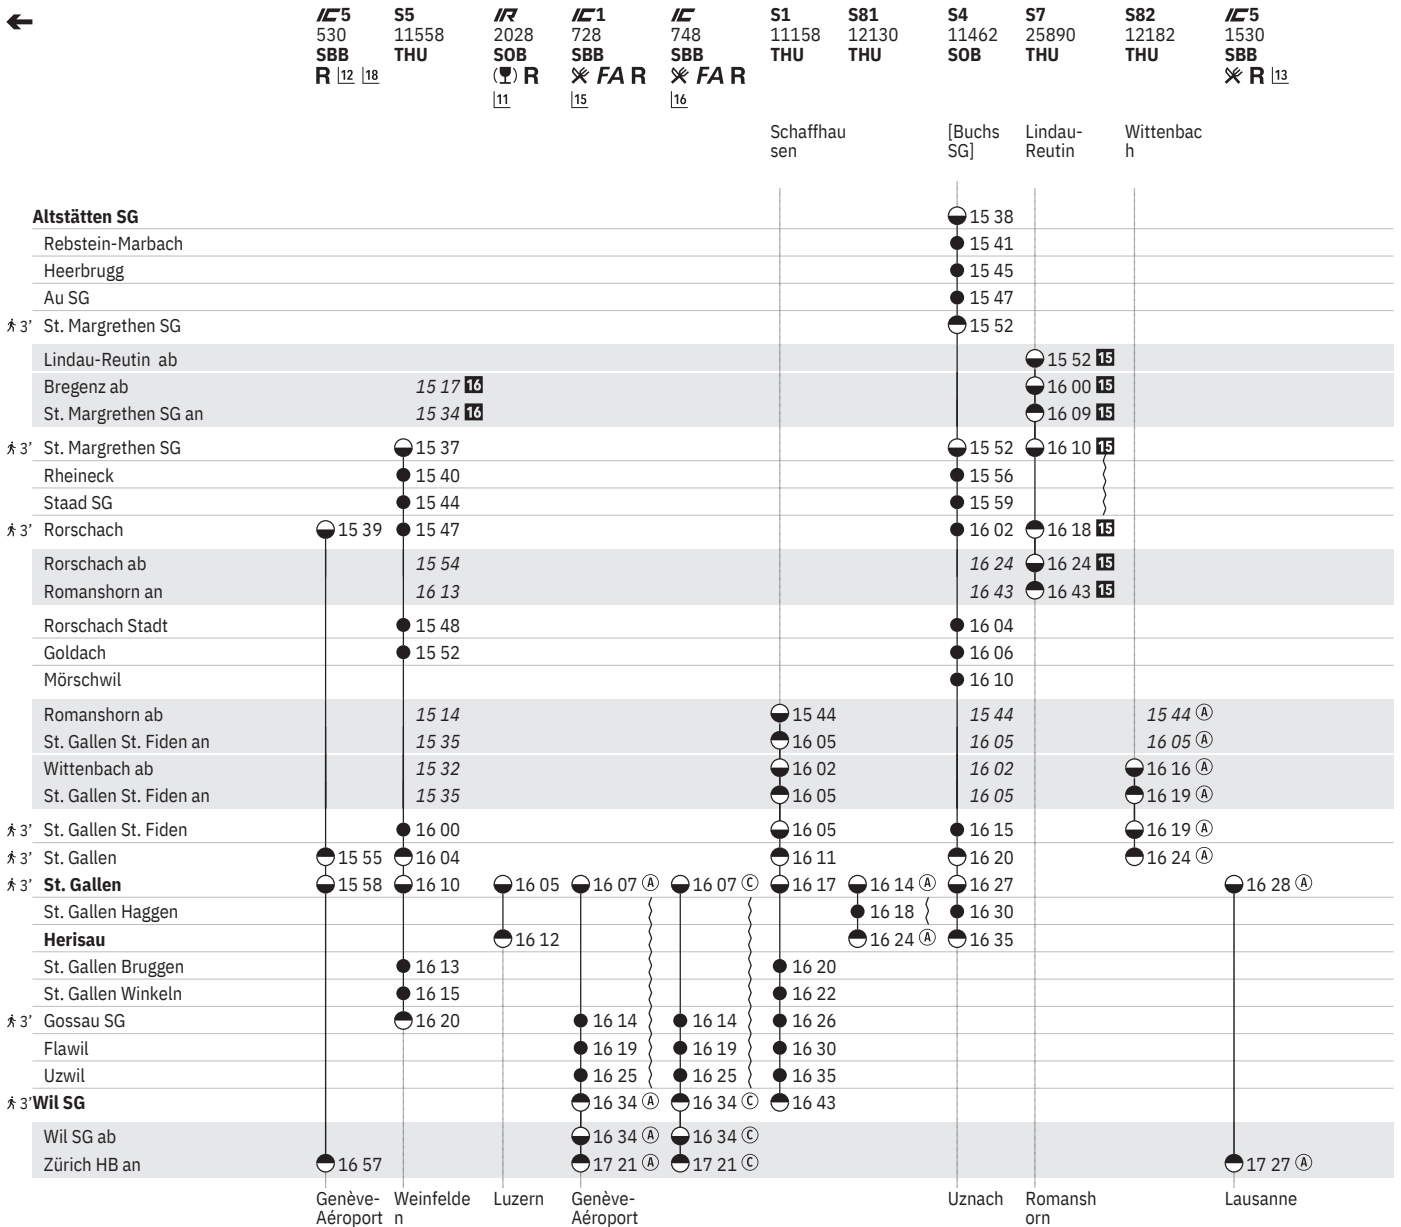 IC5 S5 IR IC1 IC S1 S81 S4 S7 S82 IC5
530 11558 2028 728 748 11158 12130 11462 25890 12182 1530
SBB THU SOB SBB SBB THU THU SOB THU THU SBB
R 12 18 R FA R FA R R 13
11 15 16
Schaffhau [Buchs Lindau- Wittenbac
sen SG] Reutin h
Altstätten SG 15 38
Rebstein-Marbach 15 41
Heerbrugg 15 45
Au SG 15 47
3' St. Margrethen SG 15 52
Lindau-Reutin ab 15 52 15
Bregenz ab 15 17 16 16 00 15
St. Margrethen SG an 15 34 16 16 09 15
3' St. Margrethen SG 15 37 15 52 16 10 15
Rheineck 15 40 15 56
Staad SG 15 44 15 59
3' Rorschach 15 39 15 47 16 02 16 18 15
Rorschach ab 15 54 16 24 16 24 15
Romanshorn an 16 13 16 43 16 43 15
Rorschach Stadt 15 48 16 04
Goldach 15 52 16 06
Mörschwil 16 10
Romanshorn ab 15 14 15 44 15 44 15 44 A
St. Gallen St. Fiden an 15 35 16 05 16 05 16 05 A
Wittenbach ab 15 32 16 02 16 02 16 16 A
St. Gallen St. Fiden an 15 35 16 05 16 05 16 19 A
3' St. Gallen St. Fiden 16 00 16 05 16 15 16 19 A
3' St. Gallen 15 55 16 04 16 11 16 20 16 24 A
3' St. Gallen 15 58 16 10 16 05 16 07 A 16 07 C 16 17 16 14 A 16 27 16 28 A
St. Gallen Haggen 16 18 16 30
Herisau 16 12 16 24 A 16 35
St. Gallen Bruggen 16 13 16 20
St. Gallen Winkeln 16 15 16 22
3' Gossau SG 16 20 16 14 16 14 16 26
Flawil 16 19 16 19 16 30
Uzwil 16 25 16 25 16 35
3' Wil SG 16 34 A 16 34 C 16 43
Wil SG ab 16 34 A 16 34 C
Zürich HB an 16 57 17 21 A 17 21 C 17 27 A
Genève- Weinfelde Luzern Genève- Uznach Romansh Lausanne
Aéroport n Aéroport orn